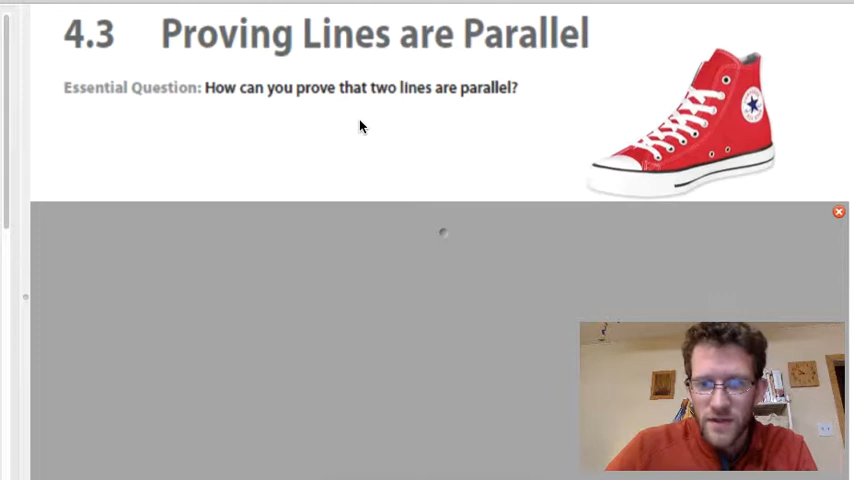 4.3 Proving Lines are Parallel
Essential Question: How can you prove that two lines are parallel?